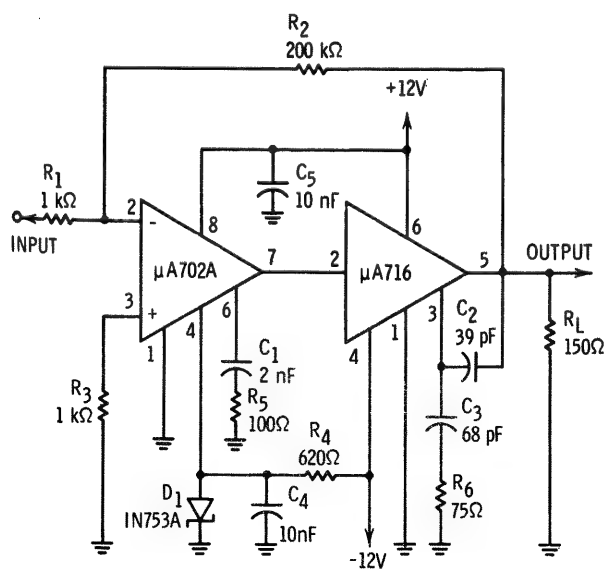 R2
200 kΩ
+12V
R1
1 kΩ
C5
10 nF
2
-
8
6
INPUT
μA702A
7
2
μA716
5
OUTPUT
3
+
1
4
6
4
1
3
C2
39 pF
RL
150Ω
C1
2 nF
R3
1 kΩ
R5
100Ω
R4
620Ω
C3
68 pF
D1
IN753A
C4
10nF
R6
75Ω
-12V